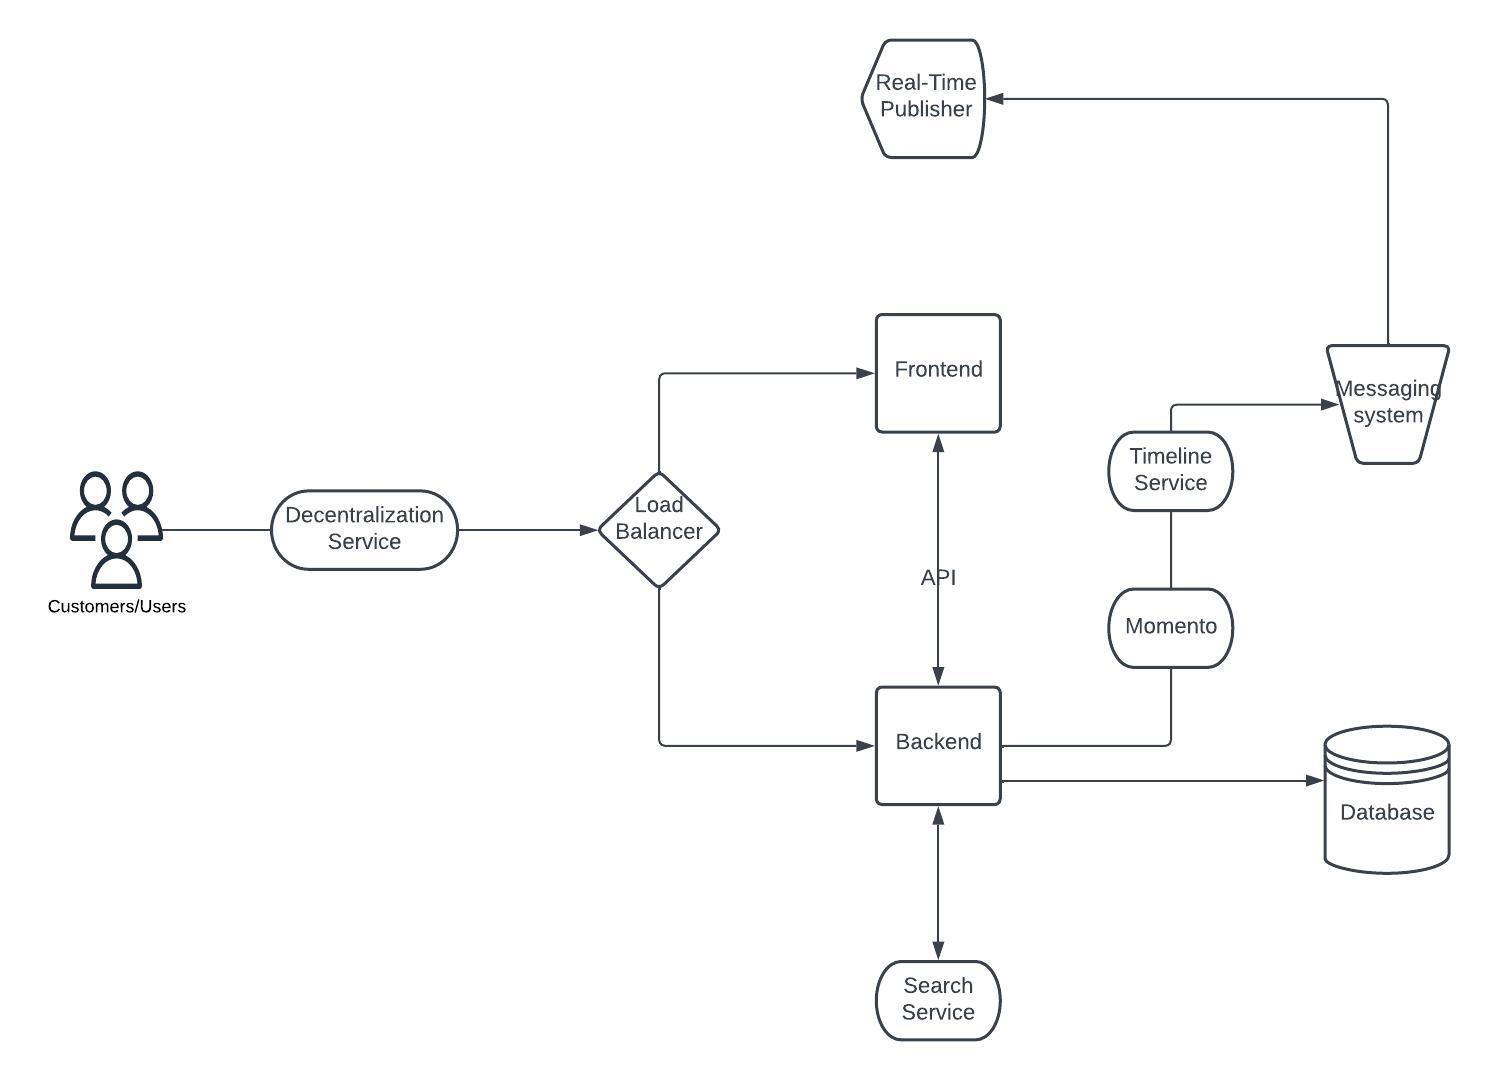 Real-Time
Publisher
Frontend
Messaging
system
Timeline
Service
Decentralization
Service
Load
Balancer
Customers/Users
API
Momento
Backend
Database
Search
Service